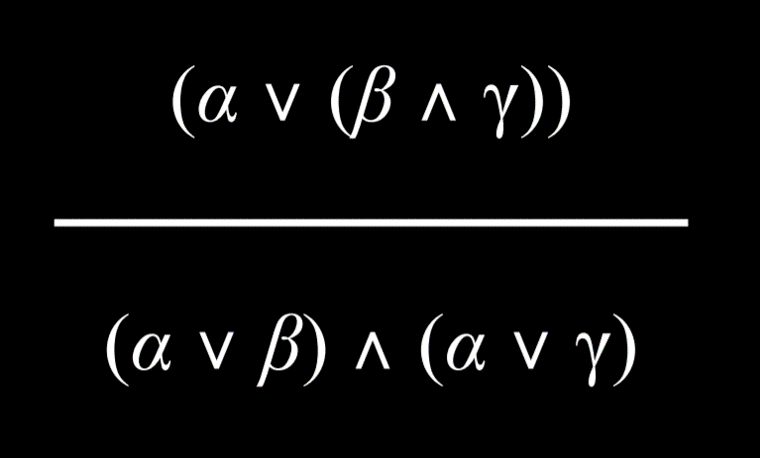 (α ∨ (β ∧ γ))
(α ∨ β) ∧ (α ∨ γ)